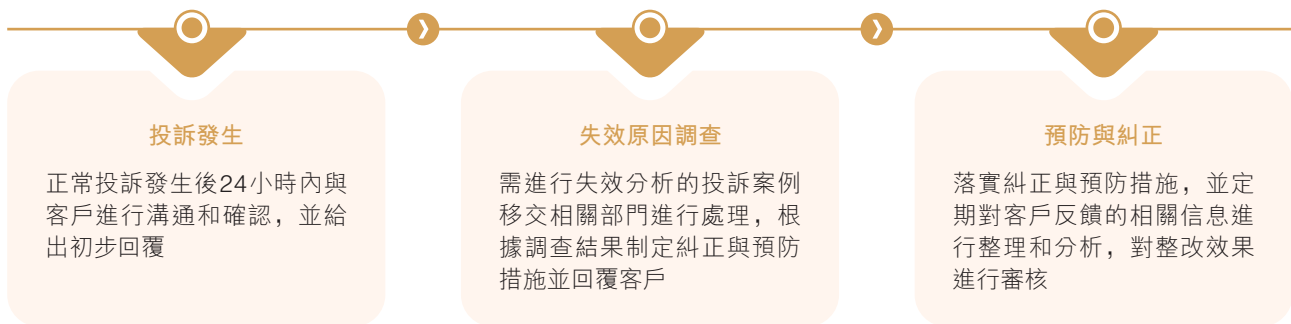 投訴發生
正常投訴發生後24小時內與
客戶進行溝通和確認，並給
出初步回覆
失效原因調查
需進行失效分析的投訴案例
移交相關部門進行處理，根
據調查結果制定糾正與預防
措施並回覆客戶
預防與糾正
落實糾正與預防措施，並定
期對客戶反饋的相關信息進
行整理和分析，對整改效果
進行審核